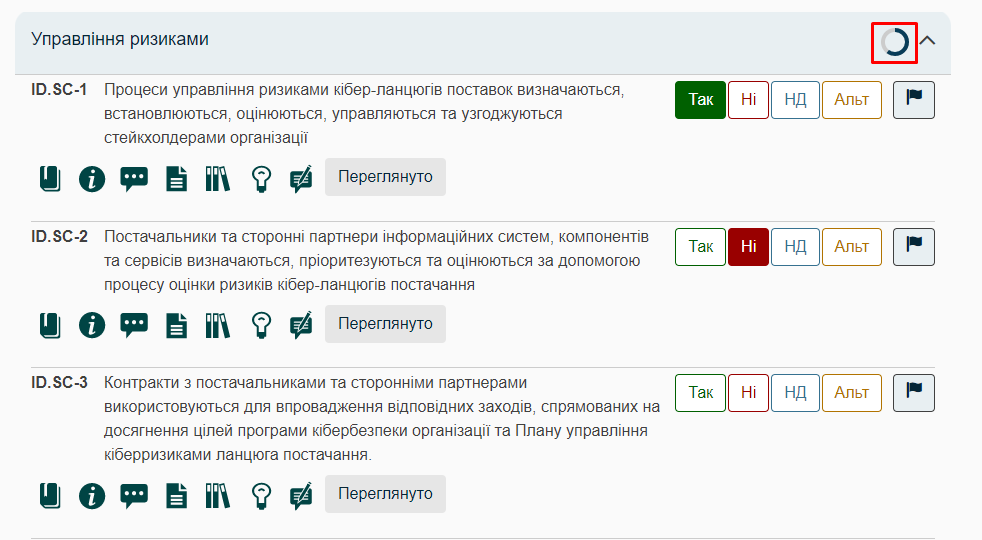 Управління ризиками
ID.SC-1 Процеси управління ризиками кібер-ланцюгів поставок визначаються, Так Ні НД Альт
встановлюються, оцінюються, управляються та узгоджуються
стейкхолдерами організації
Переглянуто
ID.SC-2 Постачальники та сторонні партнери інформаційних систем, компонентів Так Ні НД Альт
та сервісів визначаються, пріоритезуються та оцінюються за допомогою
процесу оцінки ризиків кібер-ланцюгів постачання
Переглянуто
ID.SC-3 Контракти з постачальниками та сторонніми партнерами Так Ні НД Альт
використовуються для впровадження відповідних заходів, спрямованих на
досягнення цілей програми кібербезпеки організації та Плану управління
кіберризиками ланцюга постачання.
Переглянуто